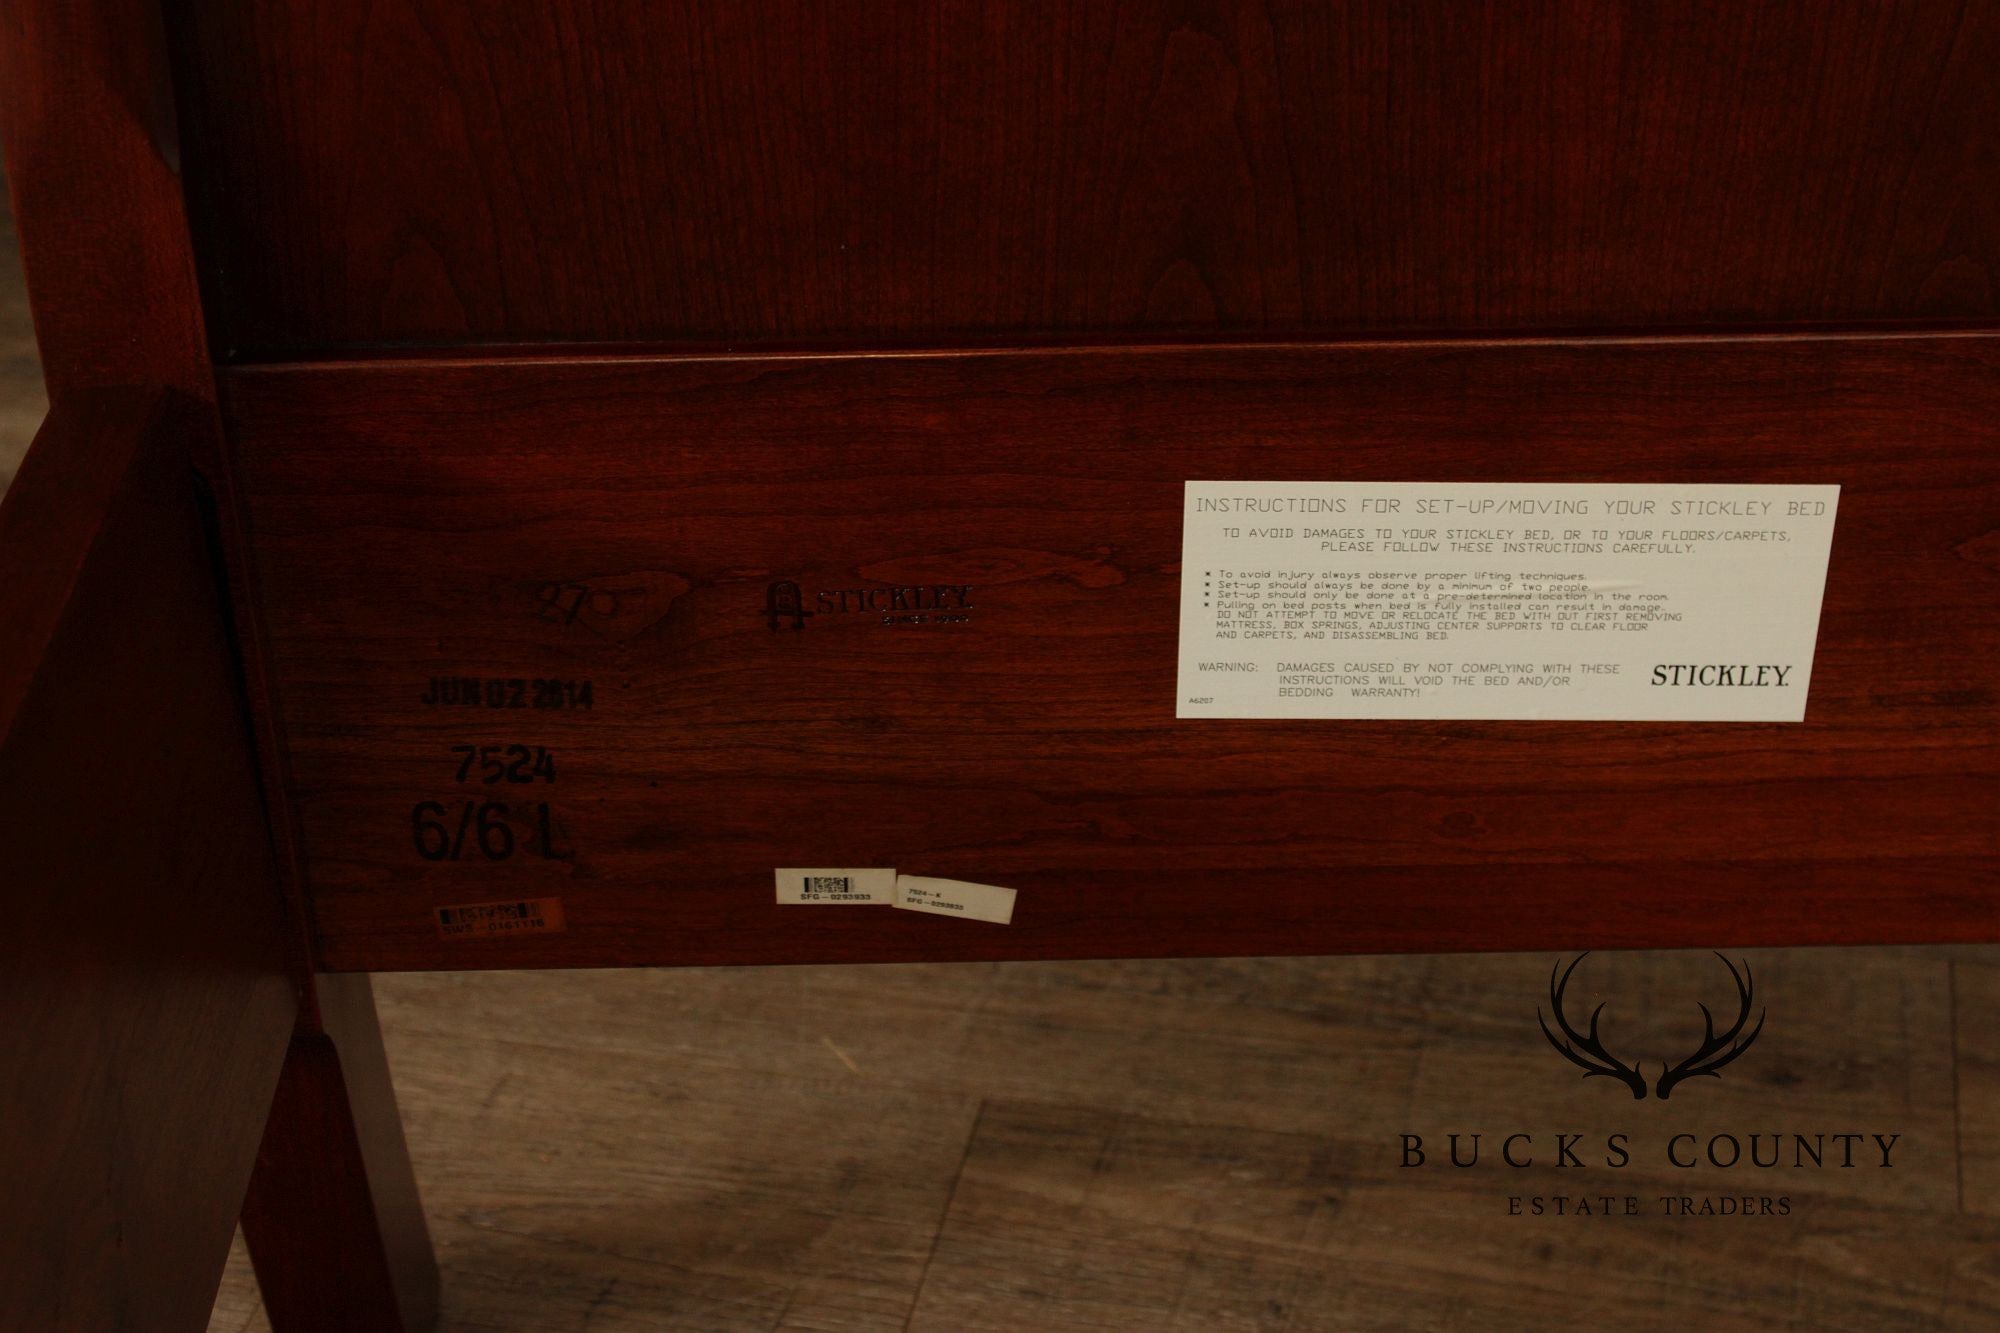 270
STICKLEY
JUN 02 2014
7524
6/6 L
SWS-0161116
SFG-0293933
7524-K
SFG-0293933
INSTRUCTIONS FOR SET-UP/MOVING YOUR STICKLEY BED
TO AVOID DAMAGES TO YOUR STICKLEY BED, OR TO YOUR FLOORS/CARPETS,
PLEASE FOLLOW THESE INSTRUCTIONS CAREFULLY.
* To avoid injury always observe proper lifting techniques.
* Set-up should always be done by a minimum of two people.
* Set-up should only be done at a pre-determined location in the room.
* Pulling on bed posts when bed is fully installed can result in damage.
DO NOT ATTEMPT TO MOVE OR RELOCATE THE BED WITH OUT FIRST REMOVING
MATTRESS, BOX SPRINGS, ADJUSTING CENTER SUPPORTS TO CLEAR FLOOR
AND CARPETS, AND DISASSEMBLING BED.
WARNING: DAMAGES CAUSED BY NOT COMPLYING WITH THESE
INSTRUCTIONS WILL VOID THE BED AND/OR
BEDDING WARRANTY!
STICKLEY.
A6207
BUCKS COUNTY
ESTATE TRADERS